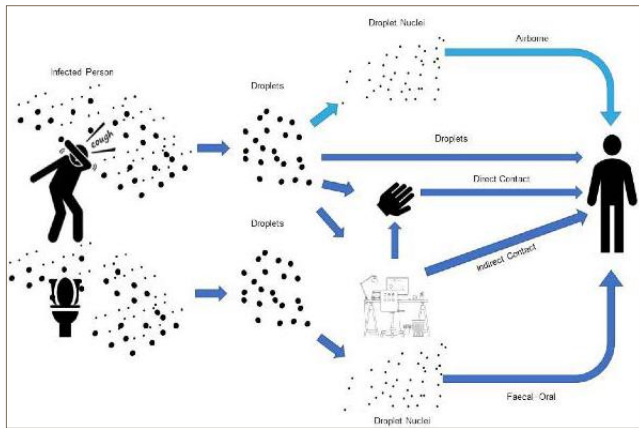 Droplet Nuclei
Airborne
Infected Person
Droplets
cough
Droplets
Direct Contact
Droplets
Indirect Contact
Faecal-Oral
Droplet Nuclei